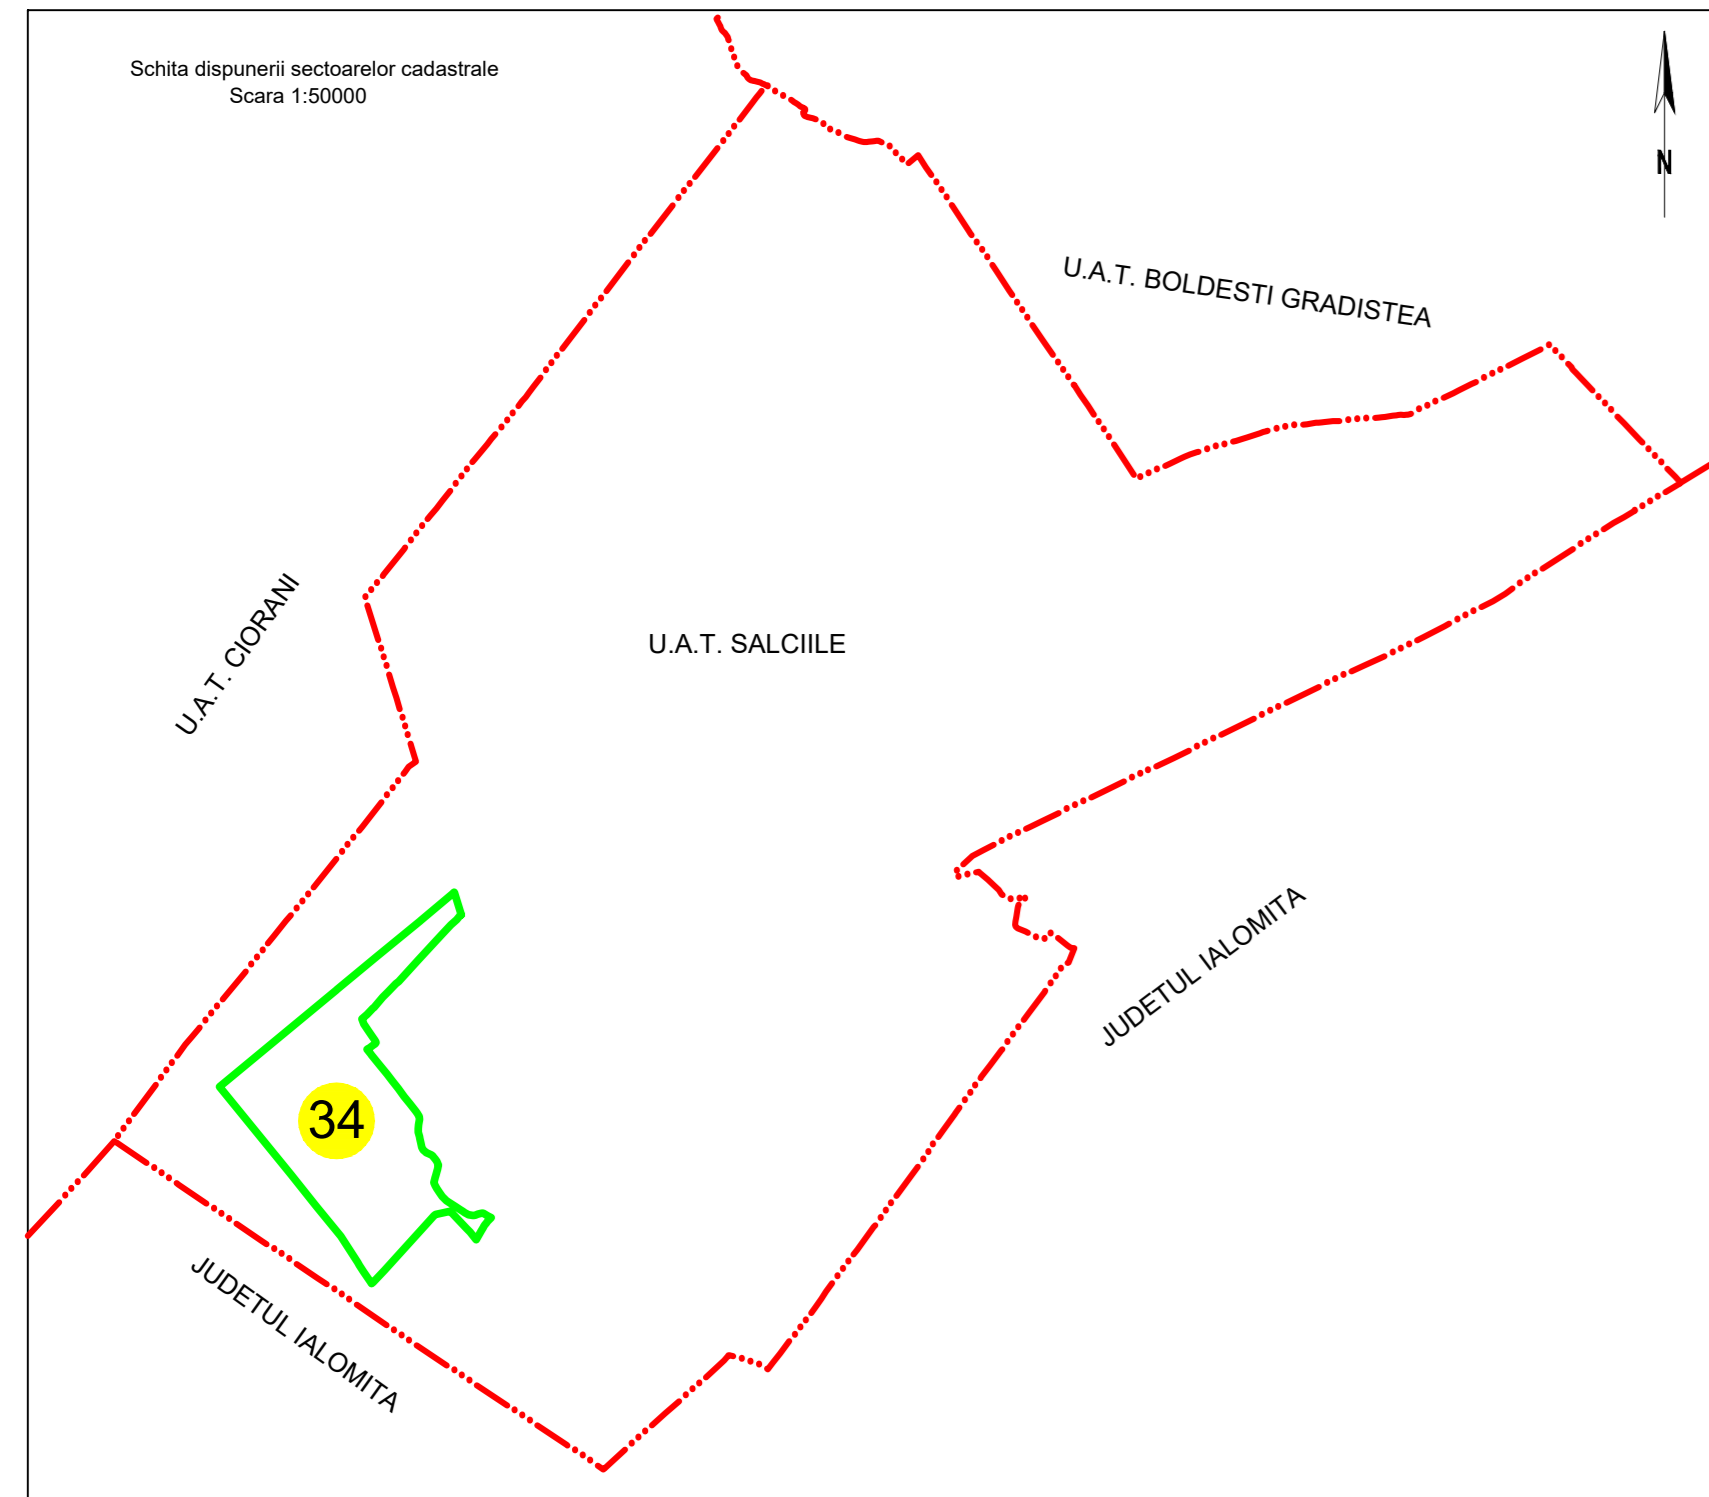 Schita dispunerii sectoarelor cadastrale
Scara 1:50000
N
U.A.T. BOLDESTI GRADISTEA
U.A.T. CIORANI
U.A.T. SALCIILE
JUDETUL IALOMITA
34
JUDETUL IALOMITA